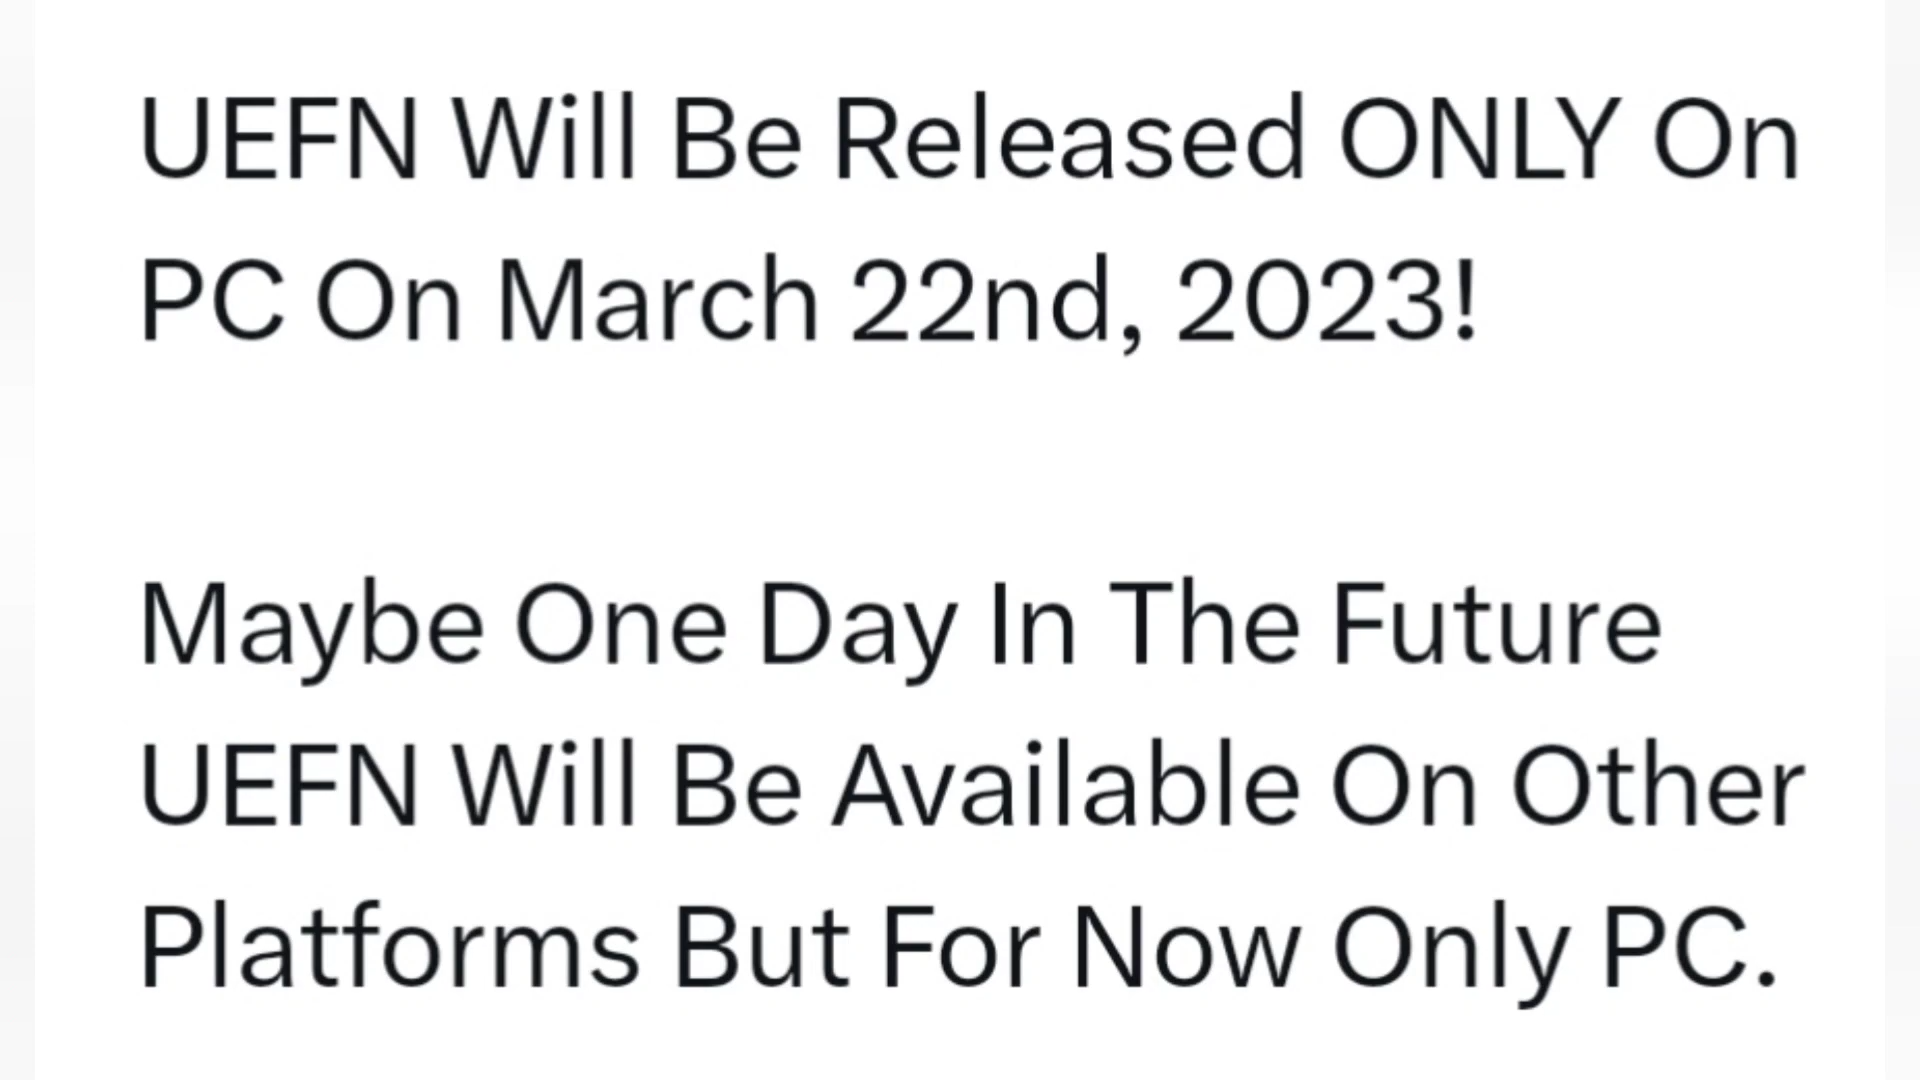 UEFN Will Be Released ONLY On
PC On March 22nd, 2023!
Maybe One Day In The Future
UEFN Will Be Available On Other
Platforms But For Now Only PC.